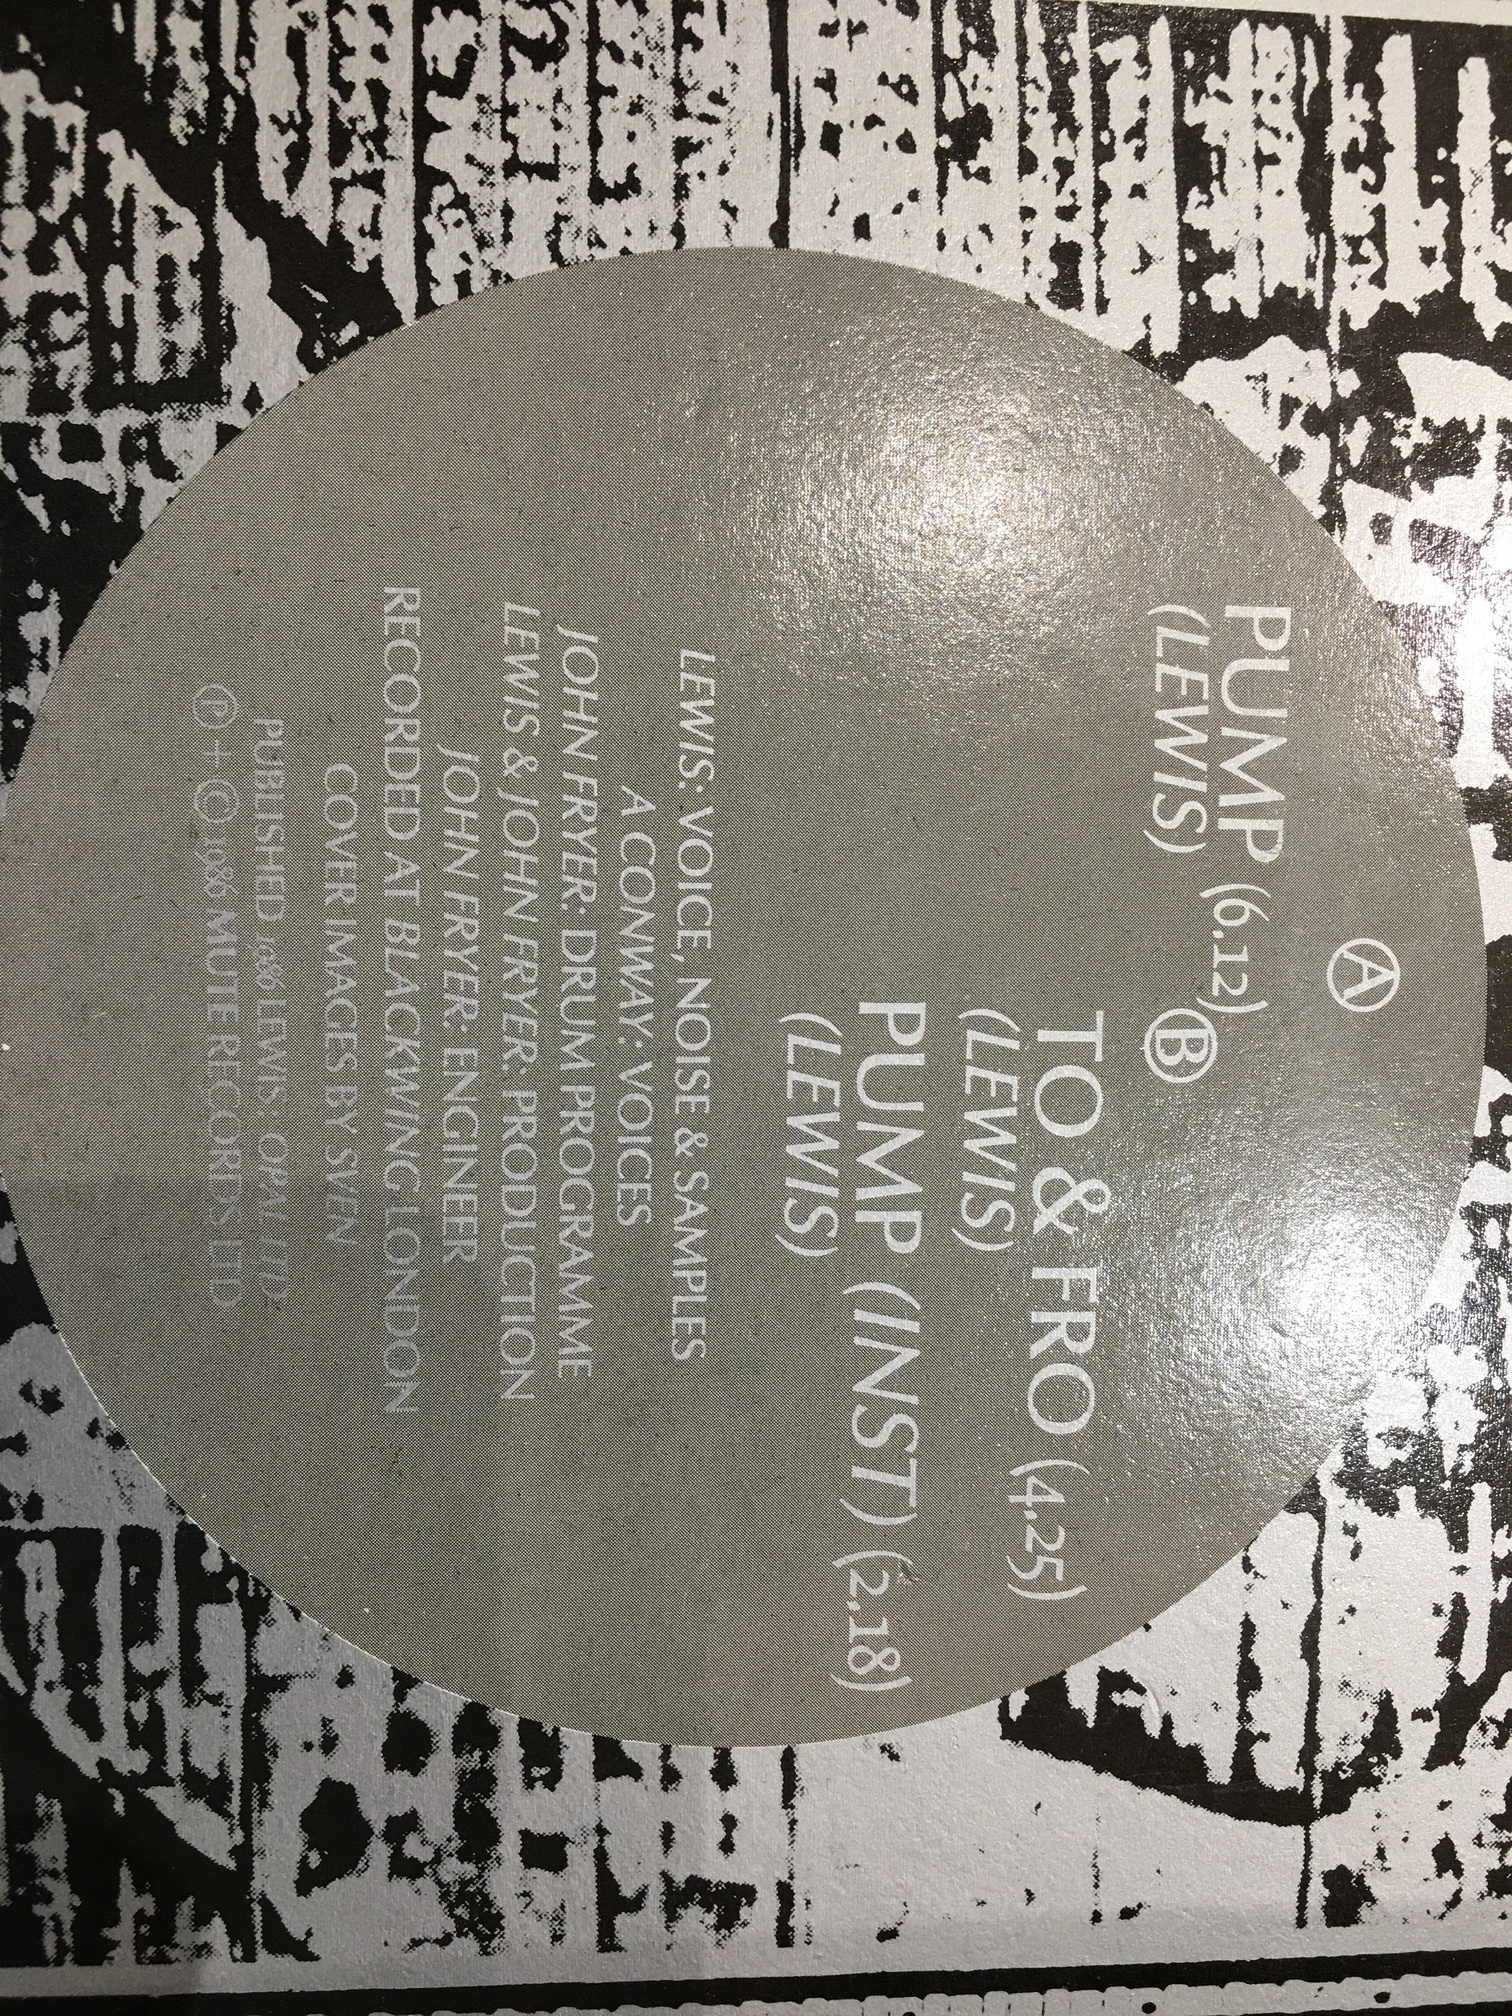 Ⓐ
PUMP (6.12)
(LEWIS)
Ⓑ
TO & FRO (4.25)
(LEWIS)
PUMP (INST) (2.18)
(LEWIS)
LEWIS: VOICE, NOISE & SAMPLES
A CONWAY: VOICES
JOHN FRYER: DRUM PROGRAMME
LEWIS & JOHN FRYER: PRODUCTION
JOHN FRYER: ENGINEER
RECORDED AT BLACKWING LONDON
COVER IMAGES BY SVEN
PUBLISHED 1986 LEWIS: OPAL LTD
Ⓟ + © 1986 MUTE RECORDS LTD